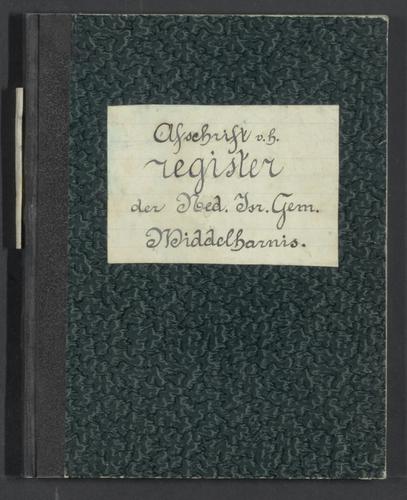 Afschrift v.h.
register
der Ned. Isr. Gem.
Middelharnis.